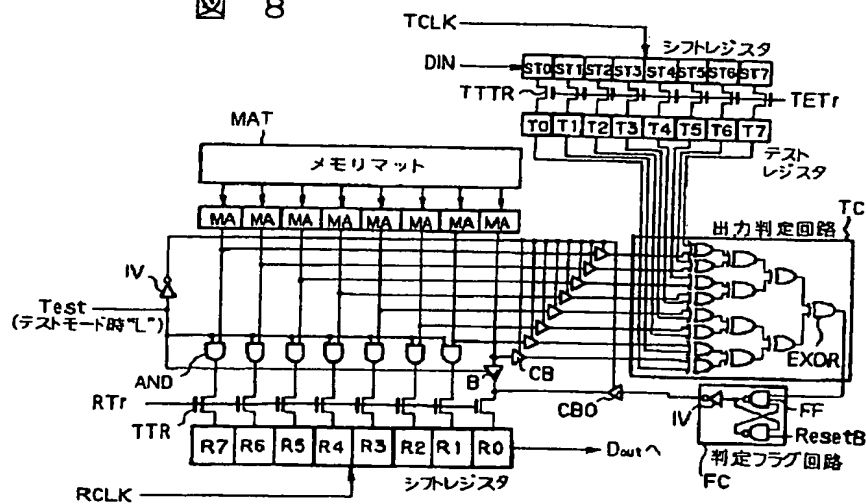 図 8
TCLK
シフトレジスタ
DIN
ST0 ST1 ST2 ST3 ST4 ST5 ST6 ST7
TTTR
TETr
T0 T1 T2 T3 T4 T5 T6 T7
テスト
レジスタ
MAT
メモリマット
MA MA MA MA MA MA MA MA
TC
出力判定回路
IV
Test
(テストモード時"L")
AND
B
CB
EXOR
RTr
TTR
CBO
IV
FF
ResetB
判定フラグ回路
FC
R7 R6 R5 R4 R3 R2 R1 R0
Doutへ
シフトレジスタ
RCLK